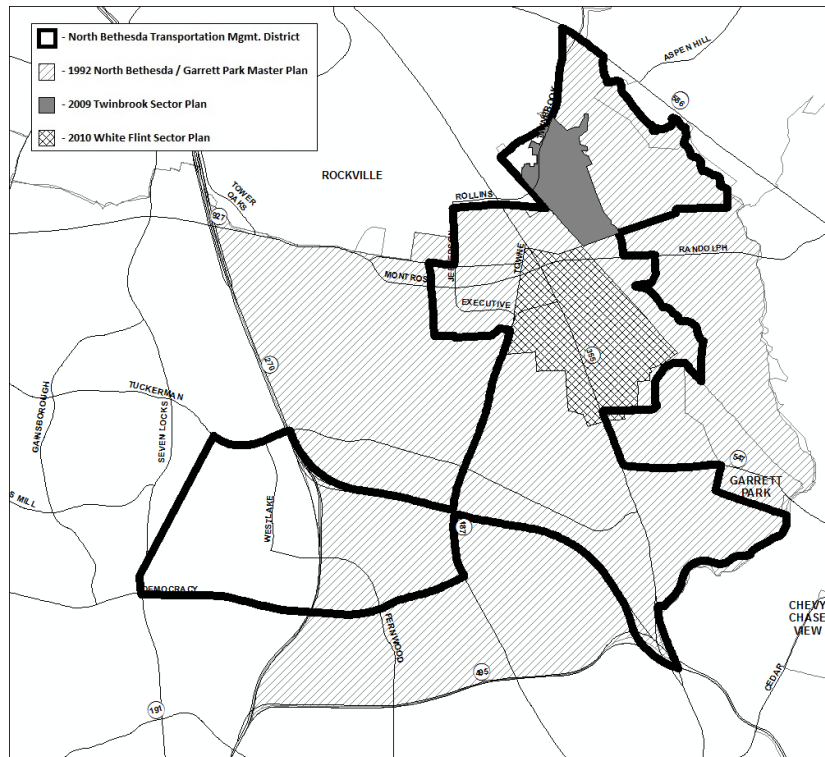 - North Bethesda Transportation Mgmt. District
- 1992 North Bethesda / Garrett Park Master Plan
- 2009 Twinbrook Sector Plan
- 2010 White Flint Sector Plan
ASPEN HILL
586
ROCKVILLE
TOWER
OAKS
ROLLINS
927
RANDOLPH
TOWNE
MONTROS
EXECUTIVE
355
270
TUCKERMAN
GAINSBOROUGH
SEVEN LOCKS
547
GARRETT
PARK
S MILL
WESTLAKE
187
DEMOCRACY
FERNWOOD
CHEVY
CHASE
VIEW
CEDAR
495
191